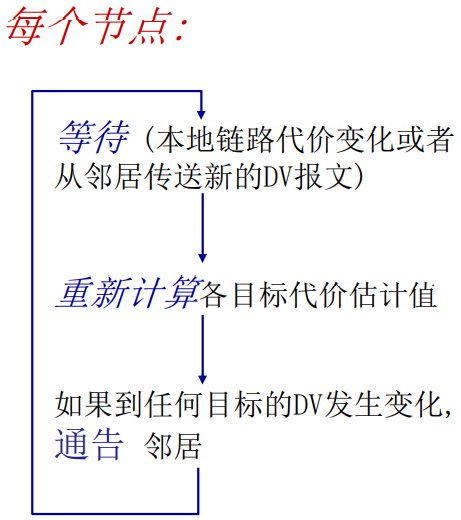 每个节点:
等待 (本地链路代价变化或者
从邻居传送新的DV报文)
重新计算各目标代价估计值
如果到任何目标的DV发生变化,
通告 邻居